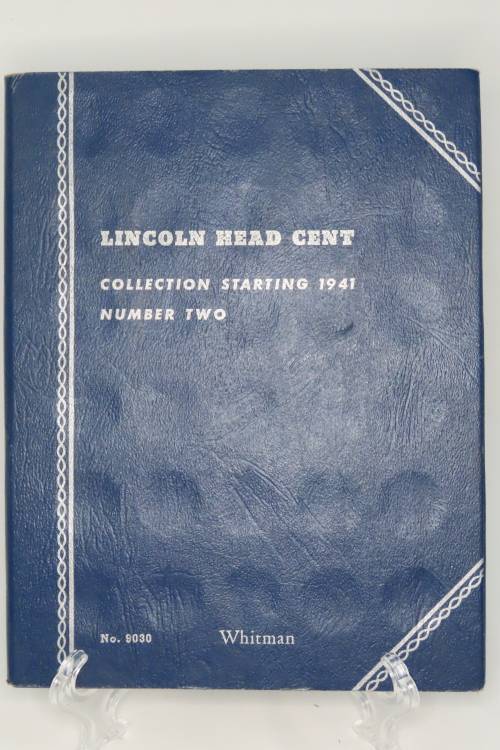 LINCOLN HEAD CENT
COLLECTION STARTING 1941
NUMBER TWO
No. 9030 Whitman